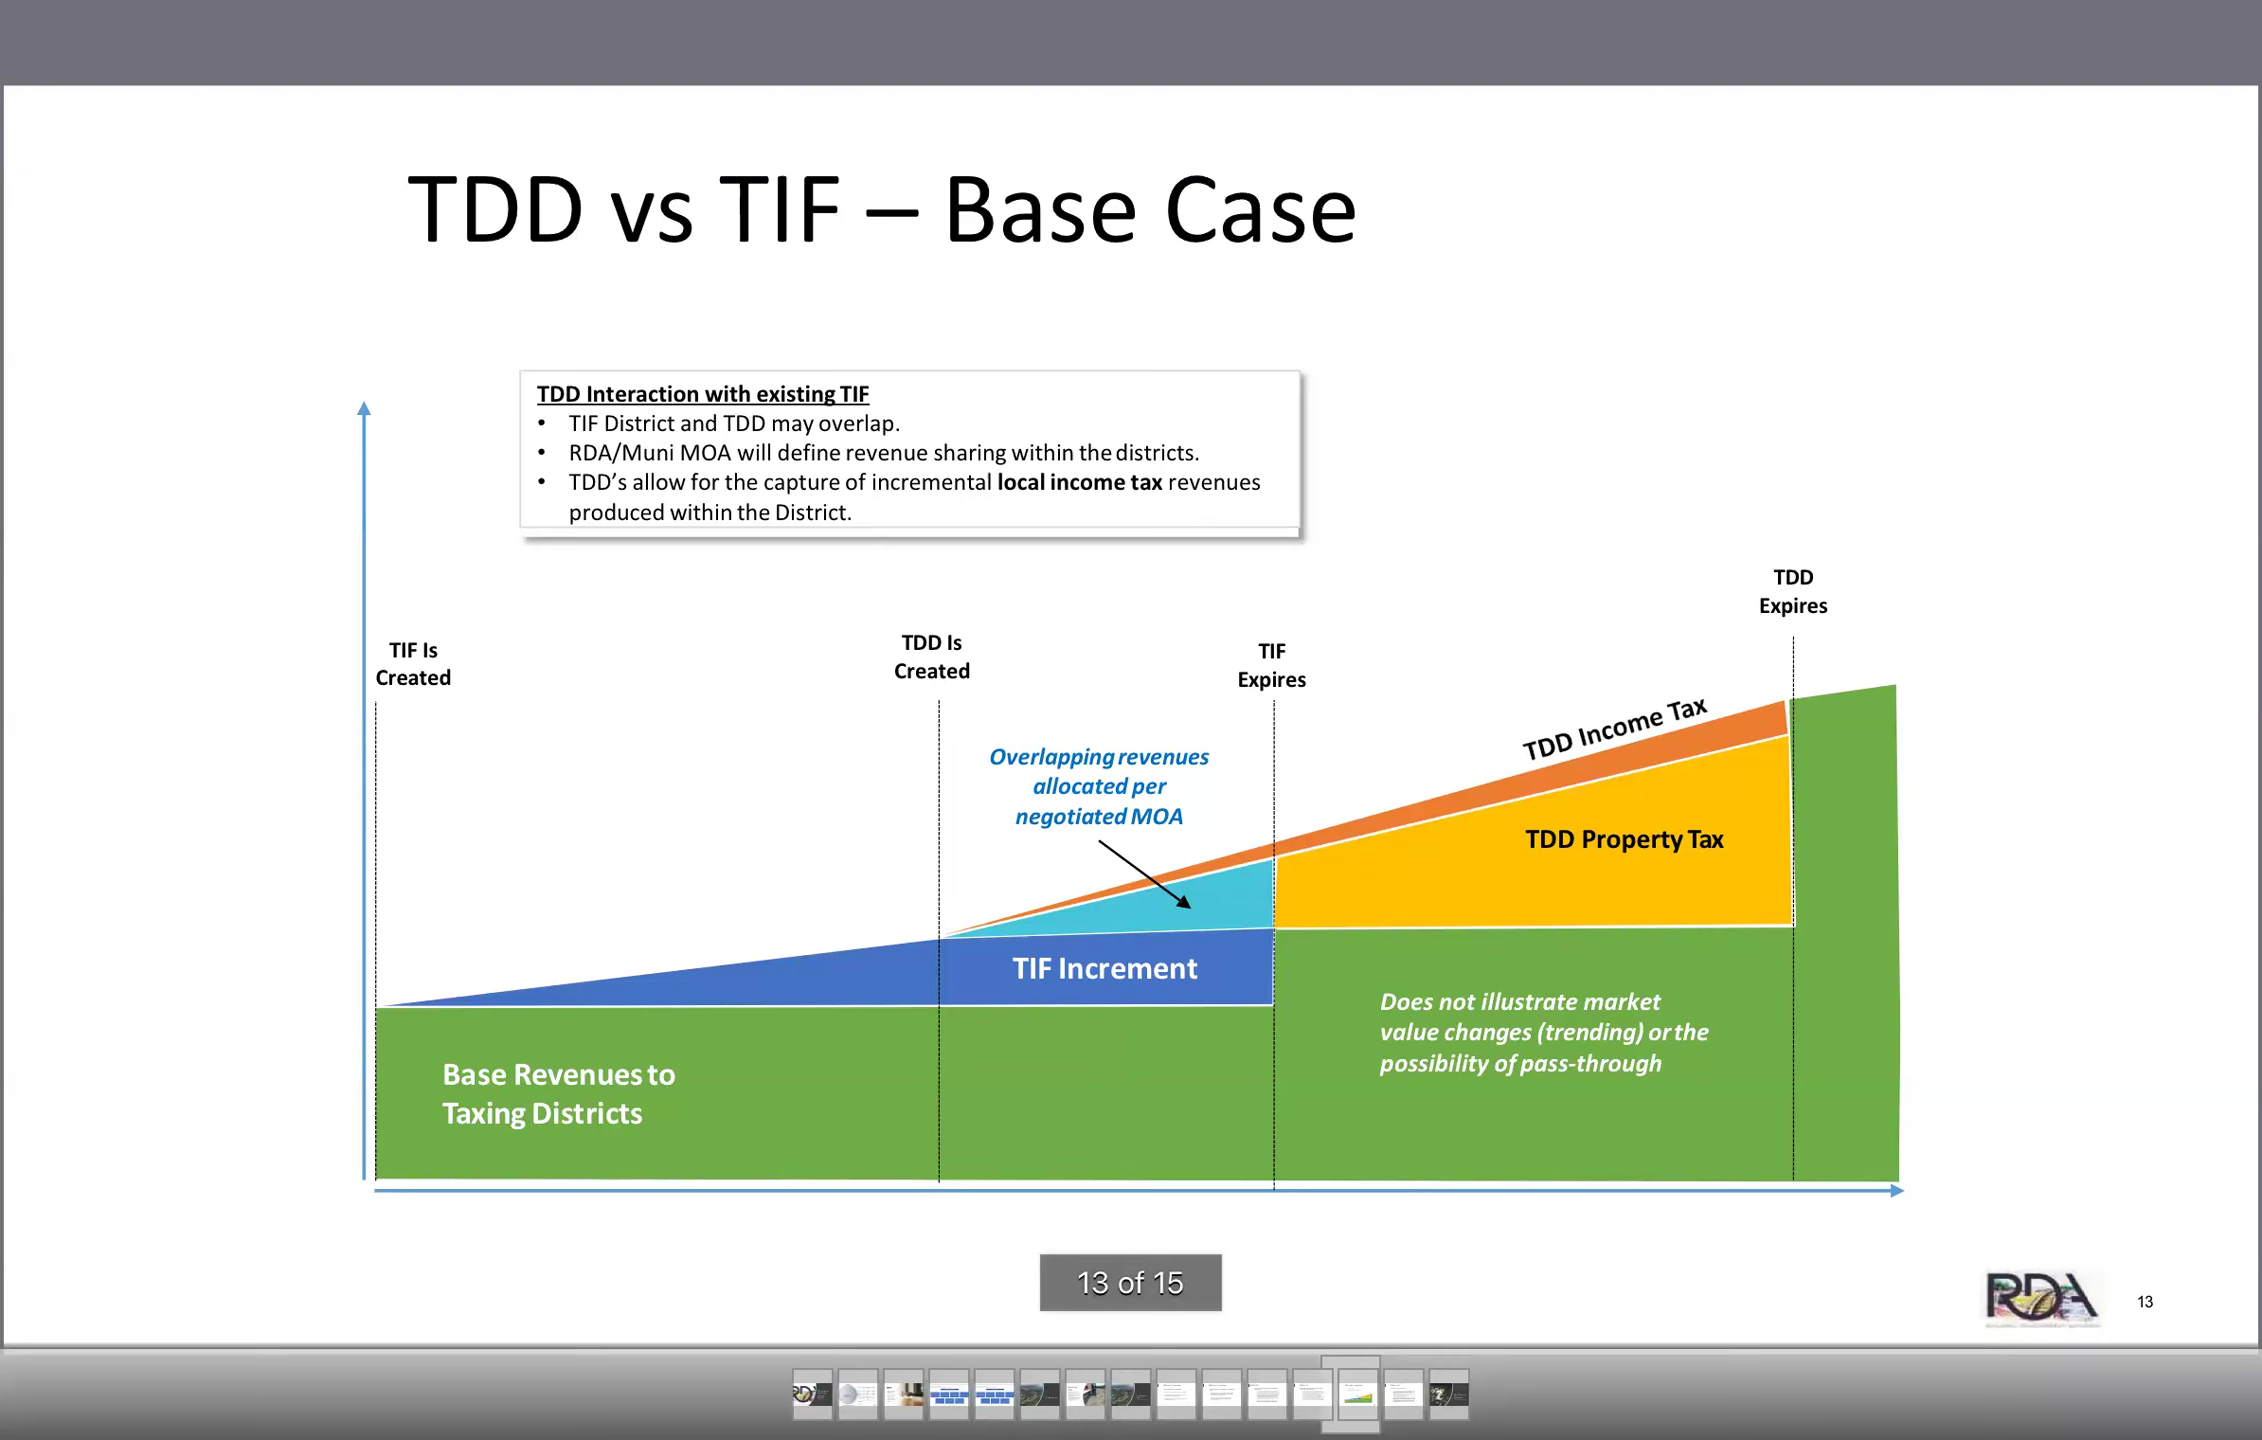 TDD vs TIF – Base Case
TDD Interaction with existing TIF
• TIF District and TDD may overlap.
• RDA/Muni MOA will define revenue sharing within the districts.
• TDD’s allow for the capture of incremental local income tax revenues
produced within the District.
TDD
Expires
TIF Is
Created
TDD Is
Created
TIF
Expires
Overlapping revenues
allocated per
negotiated MOA
TDD Income Tax
TDD Property Tax
TIF Increment
Does not illustrate market
value changes (trending) or the
possibility of pass-through
Base Revenues to
Taxing Districts
13 of 15
RDA
13